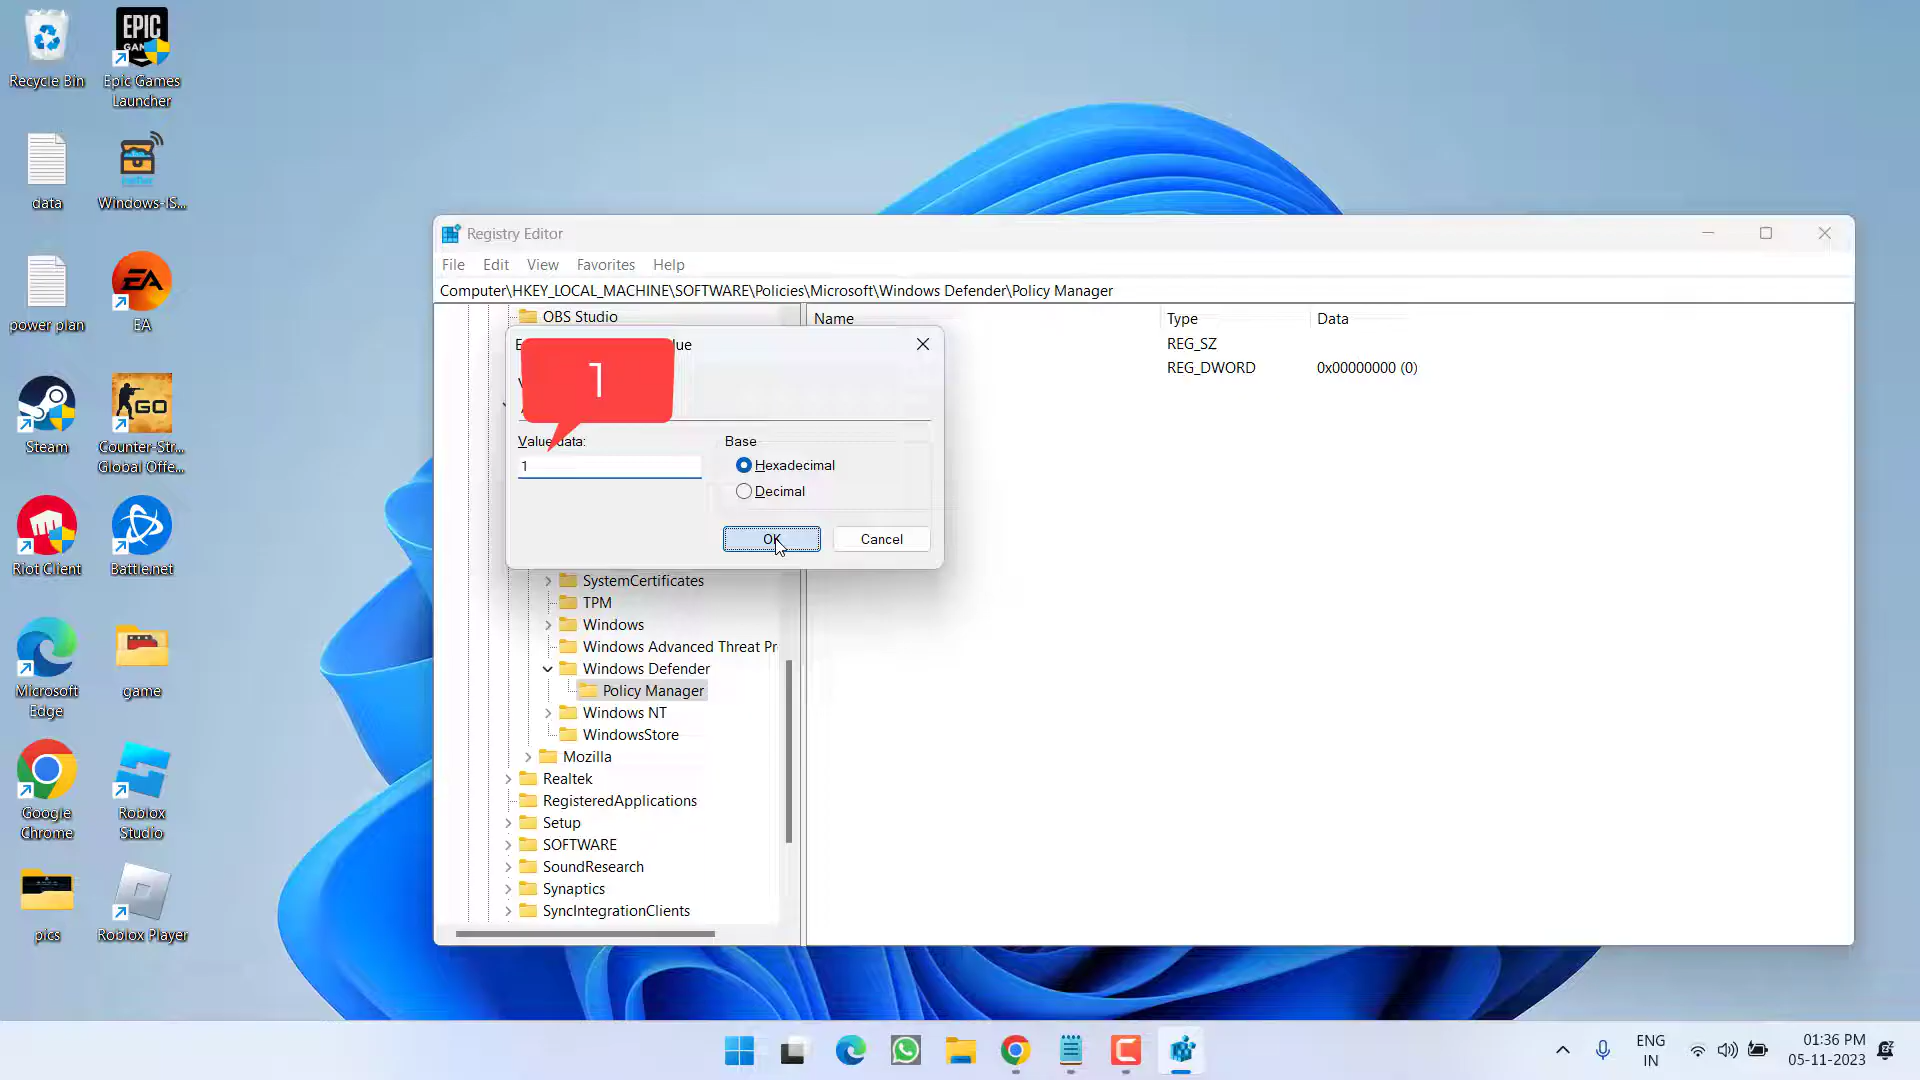 Recycle Bin
EPIC
GAMES
Epic Games
Launcher
data
Windows-IS...
power plan
EA
EA
Steam
GO
Counter-Str...
Global Offe...
Riot Client
Battle.net
Microsoft
Edge
game
Google
Chrome
Roblox
Studio
pics
Roblox Player
Registry Editor
File Edit View Favorites Help
Computer\HKEY_LOCAL_MACHINE\SOFTWARE\Policies\Microsoft\Windows Defender\Policy Manager
OBS Studio
Name Type Data
REG_SZ
REG_DWORD 0x00000000 (0)
1
Value data:
1
Base
Hexadecimal
Decimal
OK
Cancel
SystemCertificates
TPM
Windows
Windows Advanced Threat Pr
Windows Defender
Policy Manager
Windows NT
WindowsStore
Mozilla
Realtek
RegisteredApplications
Setup
SOFTWARE
SoundResearch
Synaptics
SyncIntegrationClients
ENG
IN
01:36 PM
05-11-2023